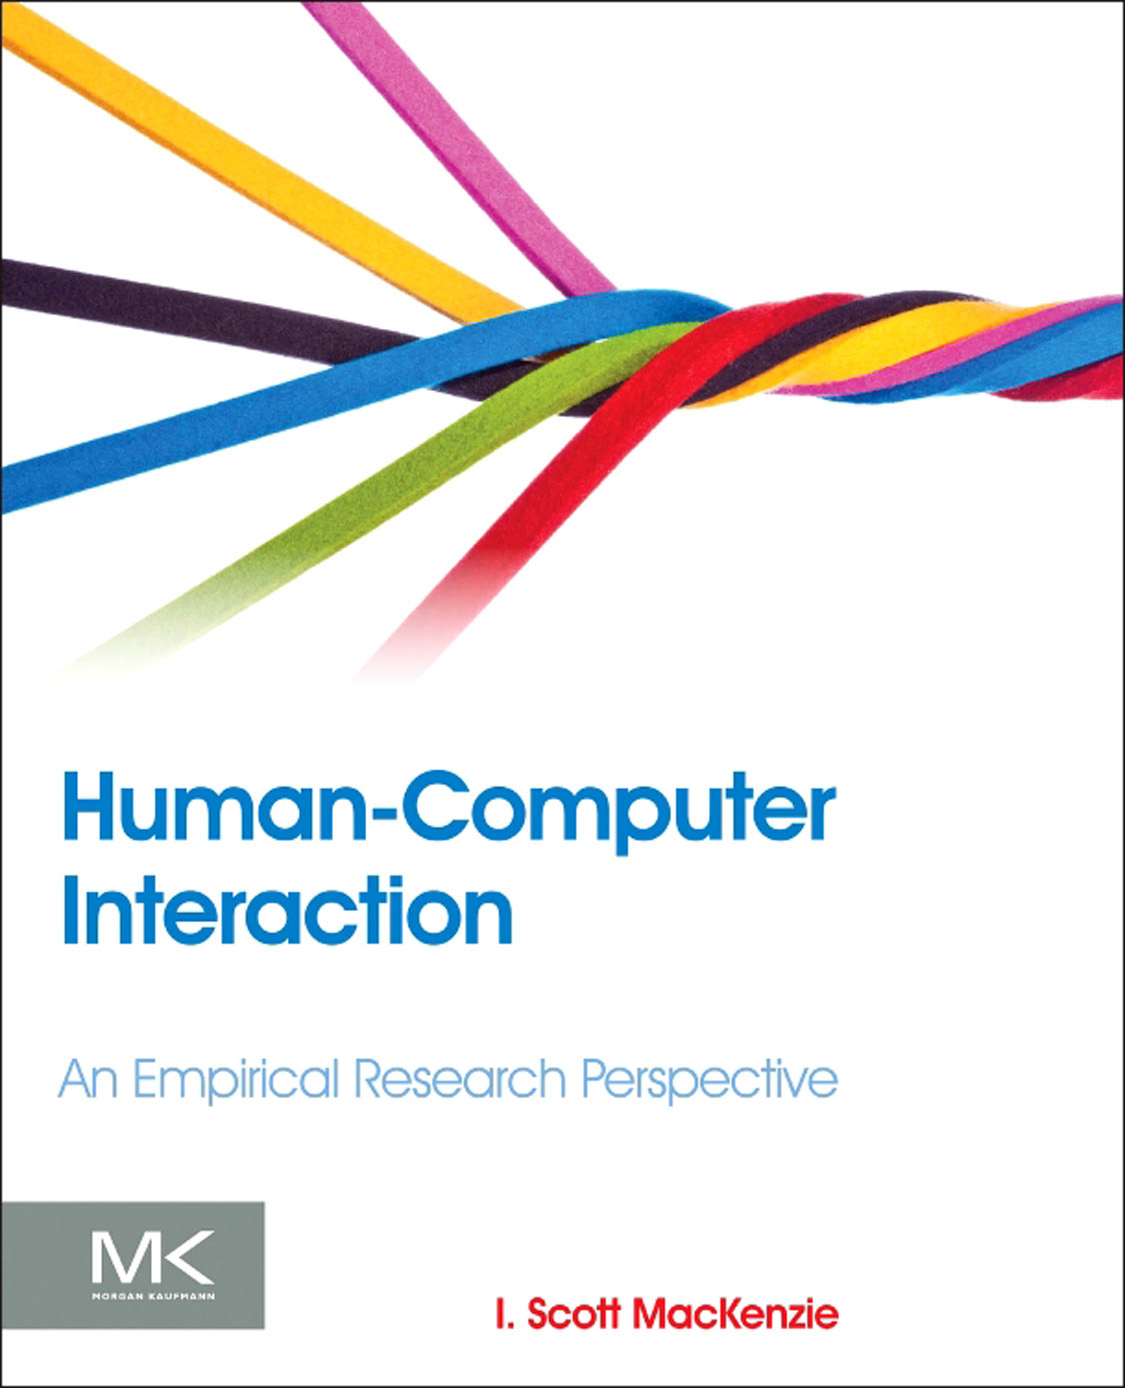 Human-Computer
Interaction
An Empirical Research Perspective
MK
MORGAN KAUFMANN
I. Scott MacKenzie